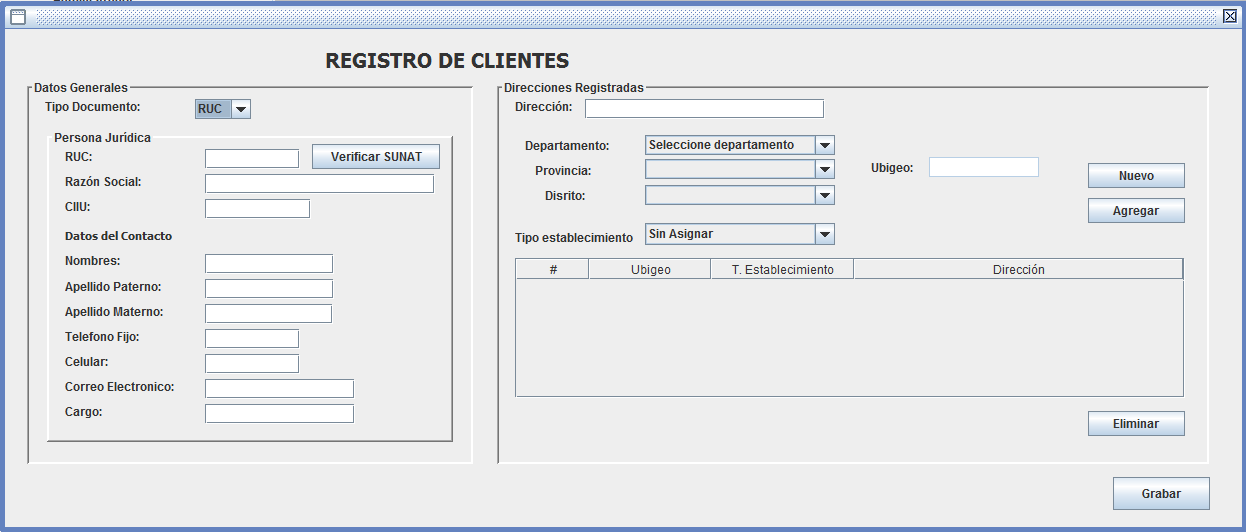 REGISTRO DE CLIENTES
Datos Generales
Tipo Documento: RUC
Persona Jurídica
RUC: Verificar SUNAT
Razón Social:
CIIU:
Datos del Contacto
Nombres:
Apellido Paterno:
Apellido Materno:
Telefono Fijo:
Celular:
Correo Electronico:
Cargo:
Direcciones Registradas
Dirección:
Departamento: Seleccione departamento
Provincia: Ubigeo: Nuevo
Disrito:
Agregar
Tipo establecimiento Sin Asignar
# Ubigeo T. Establecimiento Dirección
Eliminar
Grabar